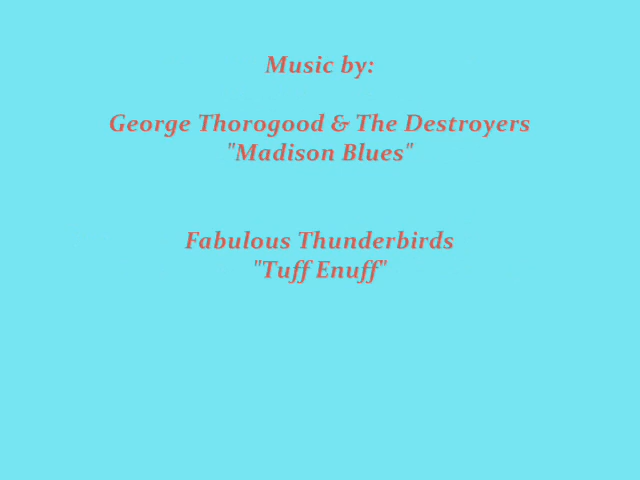 Music by:
George Thorogood & The Destroyers
"Madison Blues"
Fabulous Thunderbirds
"Tuff Enuff"